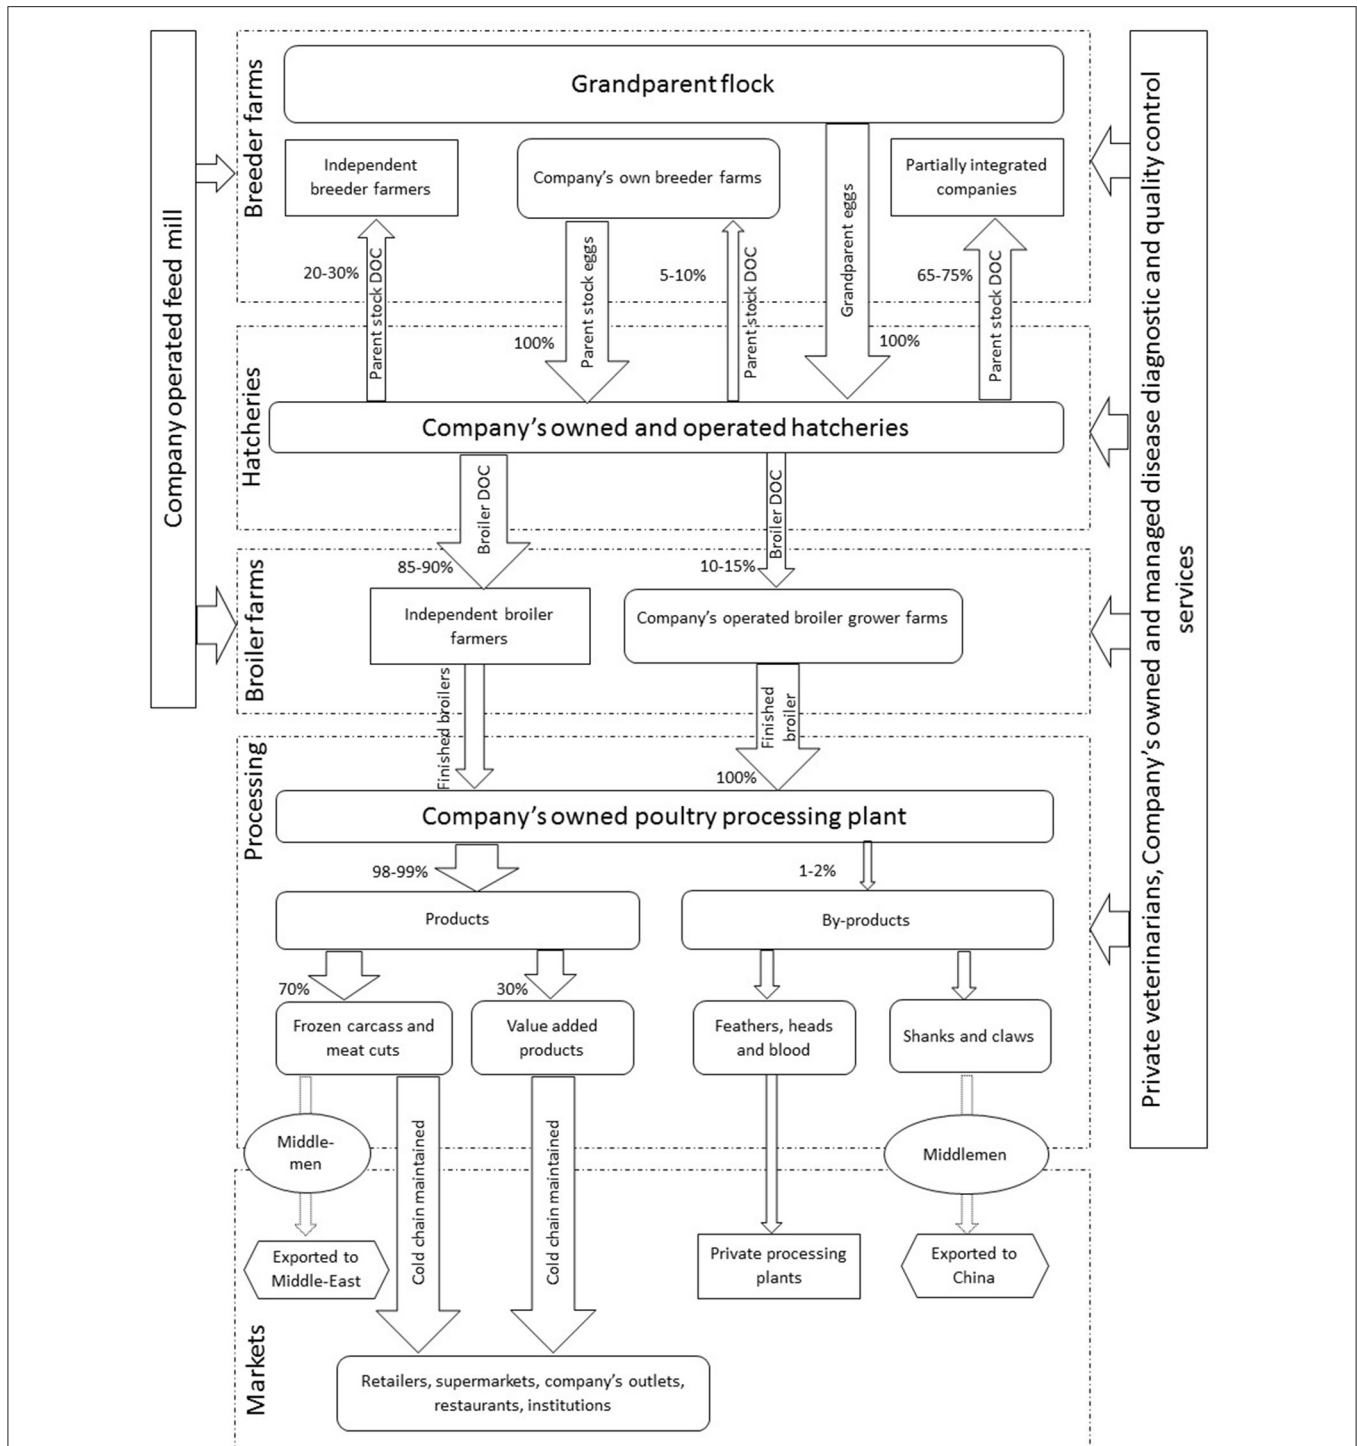 Company operated feed mill
Breeder farms
Grandparent flock
Independent
breeder farmers
Company's own breeder farms
Partially integrated
companies
20-30%
Parent stock DOC
100%
Parent stock eggs
5-10%
Parent stock DOC
Grandparent eggs
100%
65-75%
Parent stock DOC
Hatcheries
Company's owned and operated hatcheries
Broiler DOC
Broiler DOC
85-90%
10-15%
Broiler farms
Independent broiler
farmers
Company's operated broiler grower farms
Finished broilers
Finished
broiler
100%
Processing
Company's owned poultry processing plant
98-99%
1-2%
Products
By-products
70%
30%
Frozen carcass and
meat cuts
Value added
products
Feathers, heads
and blood
Shanks and claws
Middle-
men
Cold chain maintained
Cold chain maintained
Middlemen
Markets
Exported to
Middle-East
Private processing
plants
Exported to
China
Retailers, supermarkets, company's outlets,
restaurants, institutions
Private veterinarians, Company's owned and managed disease diagnostic and quality control
services